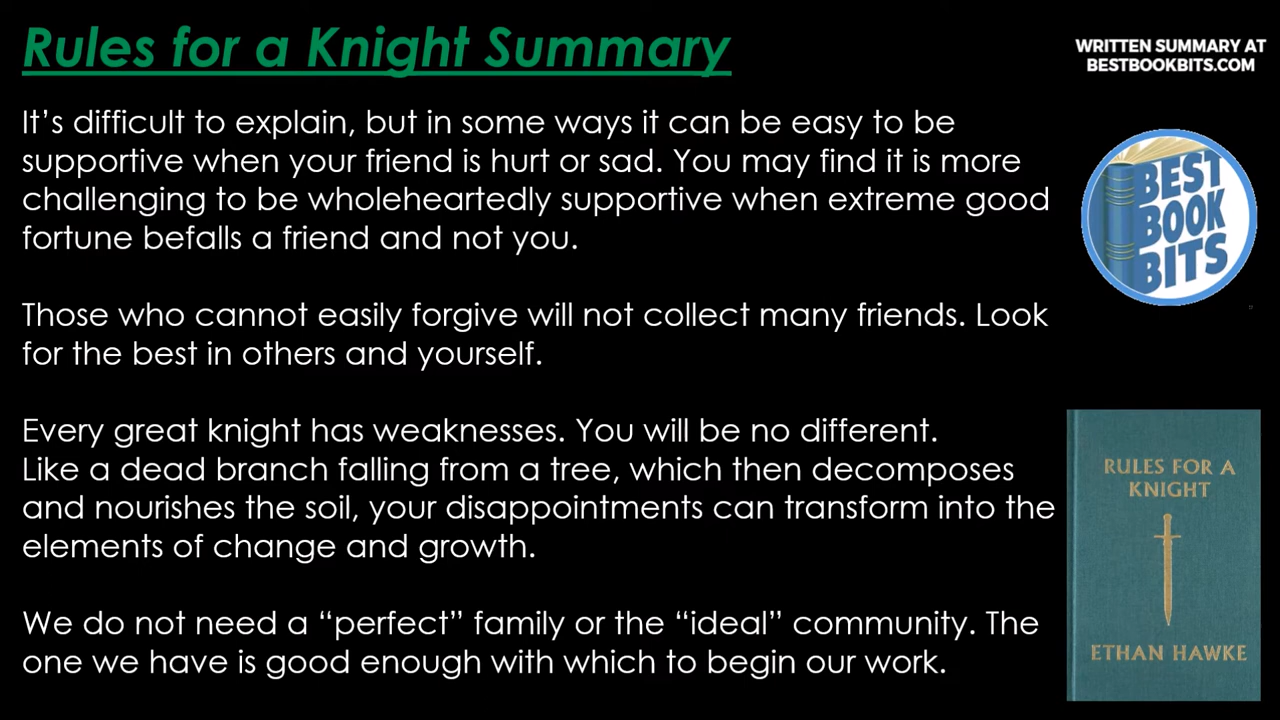 Rules for a Knight Summary
WRITTEN SUMMARY AT
BESTBOOKBITS.COM
It’s difficult to explain, but in some ways it can be easy to be
supportive when your friend is hurt or sad. You may find it is more
challenging to be wholeheartedly supportive when extreme good
fortune befalls a friend and not you.
Those who cannot easily forgive will not collect many friends. Look
for the best in others and yourself.
Every great knight has weaknesses. You will be no different.
Like a dead branch falling from a tree, which then decomposes
and nourishes the soil, your disappointments can transform into the
elements of change and growth.
We do not need a “perfect” family or the “ideal” community. The
one we have is good enough with which to begin our work.
BEST
BOOK
BITS
RULES FOR A
KNIGHT
ETHAN HAWKE